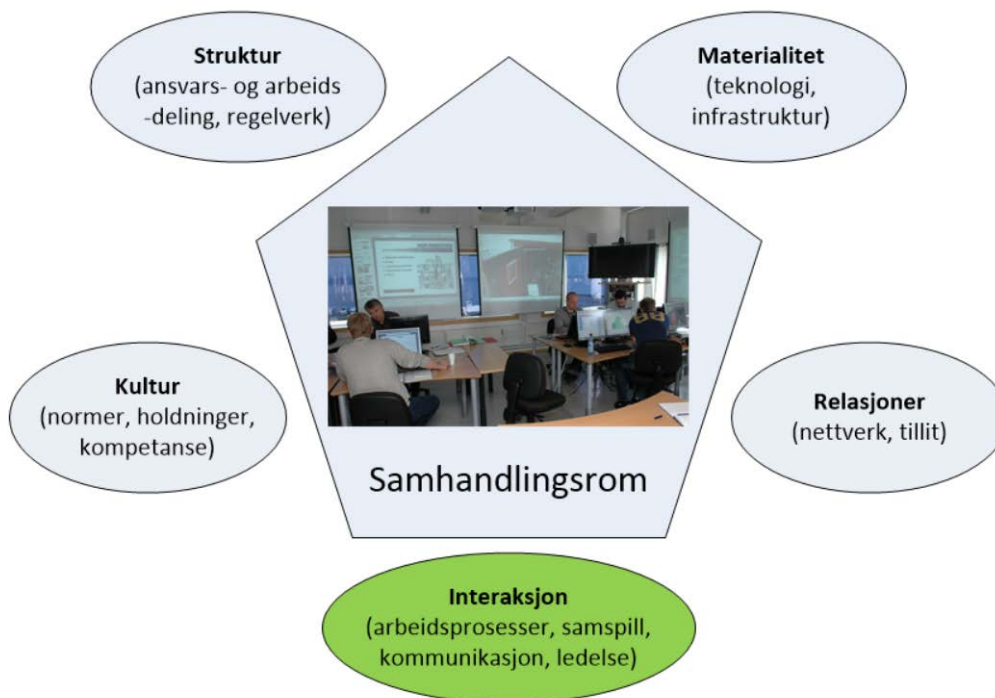 Struktur
(ansvars- og arbeids
-deling, regelverk)
Materialitet
(teknologi,
infrastruktur)
Kultur
(normer, holdninger,
kompetanse)
Relasjoner
(nettverk, tillit)
Samhandlingsrom
Interaksjon
(arbeidsprosesser, samspill,
kommunikasjon, ledelse)